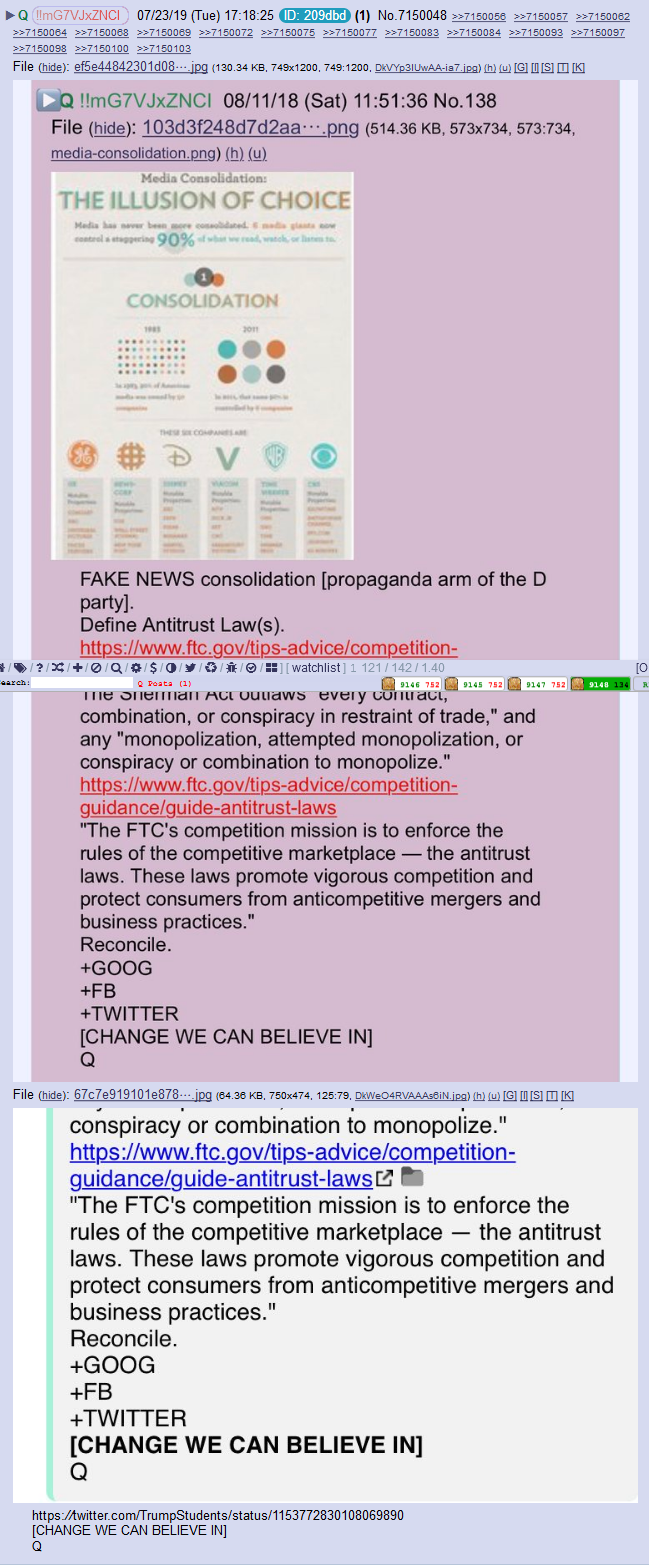 ▶ Q !!mG7VJxZNCI 07/23/19 (Tue) 17:18:25 ID: 209dbd (1) No.7150048 >>7150056 >>7150057 >>7150062
>>7150064 >>7150068 >>7150069 >>7150072 >>7150075 >>7150077 >>7150083 >>7150084 >>7150093 >>7150097
>>7150098 >>7150100 >>7150103
File (hide): ef5e44842301d08⋯.jpg (130.34 KB, 749x1200, 749:1200, DkVYp3IUwAA-ia7.jpg) (h) (u) [G] [I] [S] [T] [K]
▶Q !!mG7VJxZNCI 08/11/18 (Sat) 11:51:36 No.138
File (hide): 103d3f248d7d2aa⋯.png (514.36 KB, 573x734, 573:734,
media-consolidation.png) (h) (u)
Media Consolidation:
THE ILLUSION OF CHOICE
Media has never been more consolidated. 6 media giants now
control a staggering 90% of what we read, watch, or listen to.
1
CONSOLIDATION
1983 2011
In 1983, 90% of American
media was owned by 50
companies
In 2011, that same 90% is
controlled by 6 companies
THESE SIX COMPANIES ARE:
GE NEWS-CORP DISNEY VIACOM TIME WARNER CBS
Notable Properties: Notable Properties: Notable Properties: Notable Properties: Notable Properties: Notable Properties:
FAKE NEWS consolidation [propaganda arm of the D
party].
Define Antitrust Law(s).
https://www.ftc.gov/tips-advice/competition-
[ watchlist ] 1 121 / 142 / 1.40 [O
earch: Q Posts (1) 9146 752 9145 752 9147 752 9148 134 R
The Sherman Act outlaws "every contract,
combination, or conspiracy in restraint of trade," and
any "monopolization, attempted monopolization, or
conspiracy or combination to monopolize."
https://www.ftc.gov/tips-advice/competition-
guidance/guide-antitrust-laws
"The FTC's competition mission is to enforce the
rules of the competitive marketplace — the antitrust
laws. These laws promote vigorous competition and
protect consumers from anticompetitive mergers and
business practices."
Reconcile.
+GOOG
+FB
+TWITTER
[CHANGE WE CAN BELIEVE IN]
Q
File (hide): 67c7e919101e878⋯.jpg (64.36 KB, 750x474, 125:79, DkWeO4RVAAAs6iN.jpg) (h) (u) [G] [I] [S] [T] [K]
conspiracy or combination to monopolize."
https://www.ftc.gov/tips-advice/competition-
guidance/guide-antitrust-laws
"The FTC's competition mission is to enforce the
rules of the competitive marketplace — the antitrust
laws. These laws promote vigorous competition and
protect consumers from anticompetitive mergers and
business practices."
Reconcile.
+GOOG
+FB
+TWITTER
[CHANGE WE CAN BELIEVE IN]
Q
https://twitter.com/TrumpStudents/status/1153772830108069890
[CHANGE WE CAN BELIEVE IN]
Q